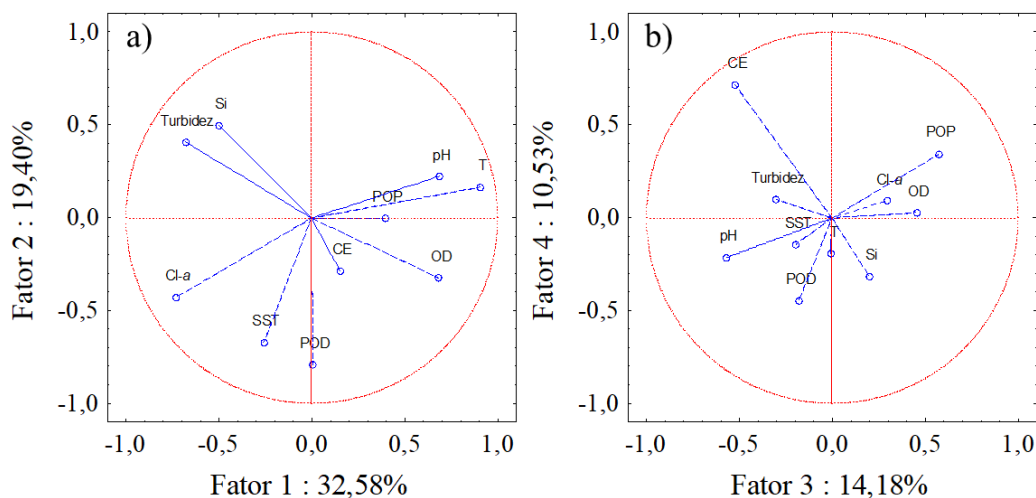 a)
1,0
0,5
0,0
-0,5
-1,0
Fator 2 : 19,40%
Si
Turbidez
pH
T
POP
CE
OD
Cl-a
SST
POD
-1,0 -0,5 0,0 0,5 1,0
Fator 1 : 32,58%
b)
1,0
0,5
0,0
-0,5
-1,0
Fator 4 : 10,53%
CE
POP
Turbidez
Cl-a
OD
SST
T
pH
Si
POD
-1,0 -0,5 0,0 0,5 1,0
Fator 3 : 14,18%